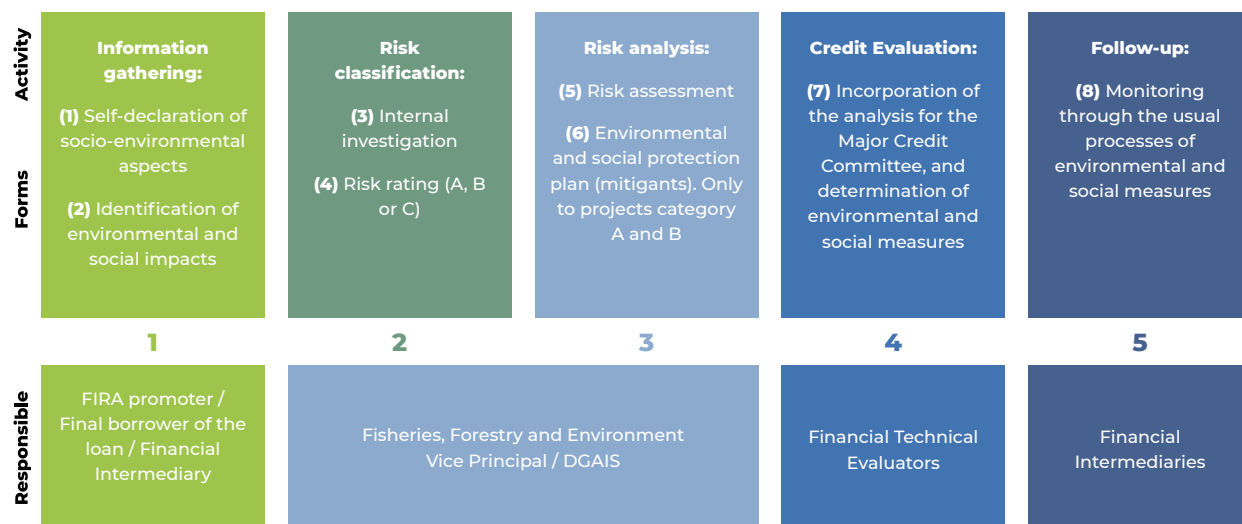 Activity
Forms
Information
gathering:
(1) Self-declaration of
socio-environmental
aspects
(2) Identification of
environmental and
social impacts
Risk
classification:
(3) Internal
investigation
(4) Risk rating (A, B
or C)
Risk analysis:
(5) Risk assessment
(6) Environmental
and social protection
plan (mitigants). Only
to projects category
A and B
Credit Evaluation:
(7) Incorporation of
the analysis for the
Major Credit
Committee, and
determination of
environmental and
social measures
Follow-up:
(8) Monitoring
through the usual
processes of
environmental and
social measures
1
2
3
4
5
Responsible
FIRA promoter /
Final borrower of the
loan / Financial
Intermediary
Fisheries, Forestry and Environment
Vice Principal / DGAIS
Financial Technical
Evaluators
Financial
Intermediaries